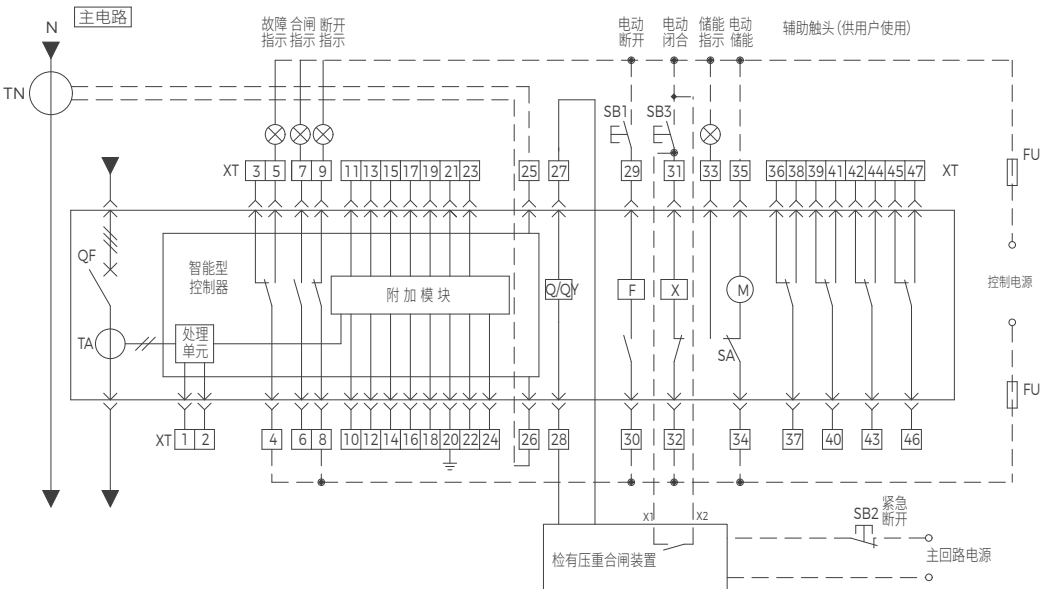 主电路
N
TN
故障 合闸 断开
指示 指示 指示
电动 电动 储能 电动
断开 闭合 指示 储能
辅助触头(供用户使用)
SB1 SB3
FU
XT 3 5 7 9 11 13 15 17 19 21 23 25 27 29 31 33 35 36 38 39 41 42 44 45 47 XT
QF
智能型
控制器
附加模块
Q/QY
F
X
M
控制电源
TA
处理
单元
SA
FU
XT 1 2 4 6 8 10 12 14 16 18 20 22 24 26 28 30 32 34 37 40 43 46
X1 X2
SB2
紧急
断开
检有压重合闸装置
主回路电源